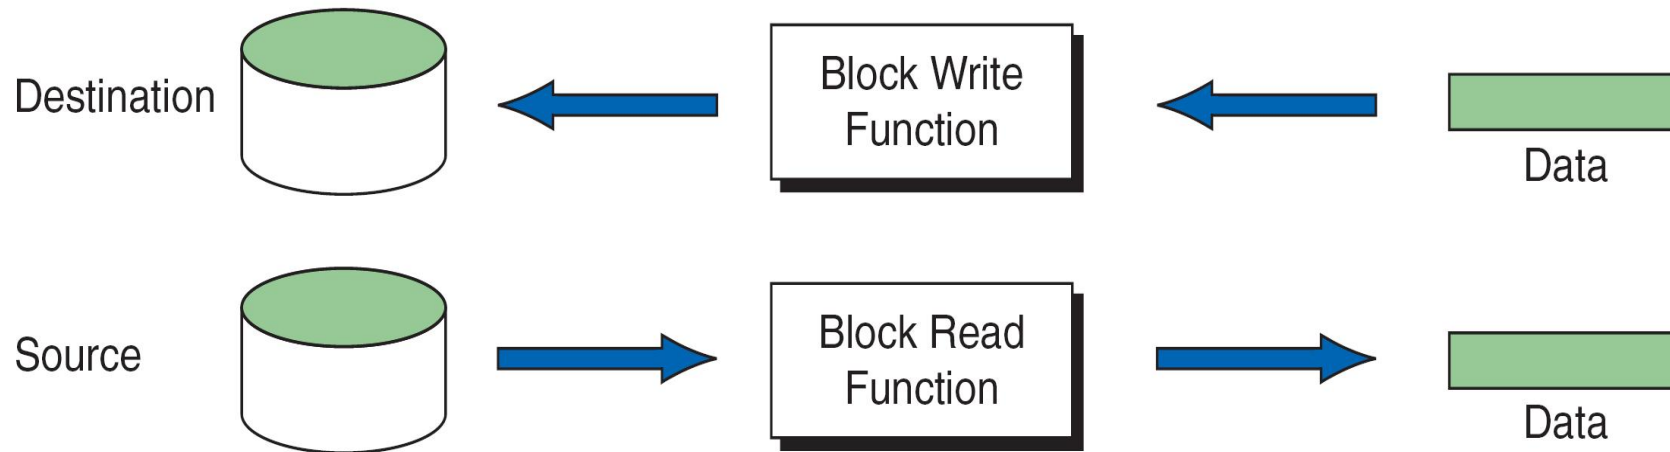 Destination
Block Write
Function
Data
Source
Block Read
Function
Data